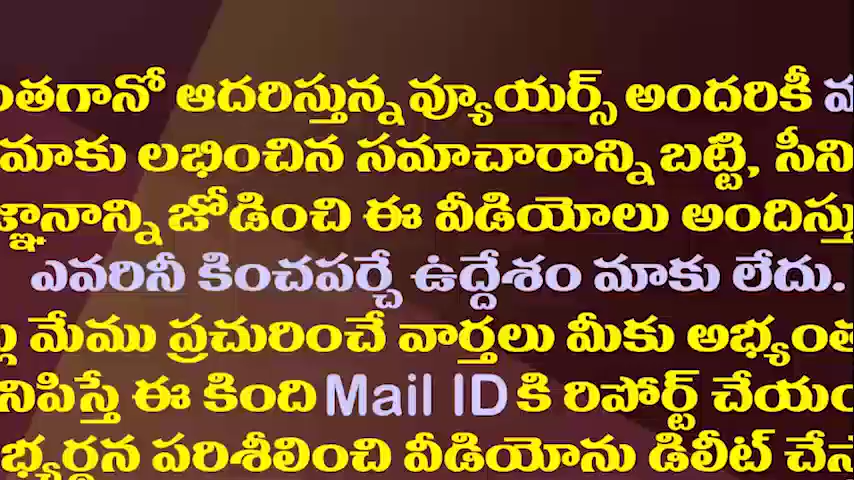 ంతగానో ఆదరిస్తున్న వ్యూయర్స్ అందరికీ
మాకు లభించిన సమాచారాన్ని బట్టి, సీని
జ్ఞానాన్ని జోడించి ఈ వీడియోలు అందిస్తు
ఎవరినీ కించపర్చే ఉద్దేశం మాకు లేదు.
మేము ప్రచురించే వార్తలు మీకు అభ్యంత
నిపిస్తే ఈ కింది Mail ID కి రిపోర్ట్ చేయం
భ్యర్థన పరిశీలించి వీడియోను డిలీట్ చేస